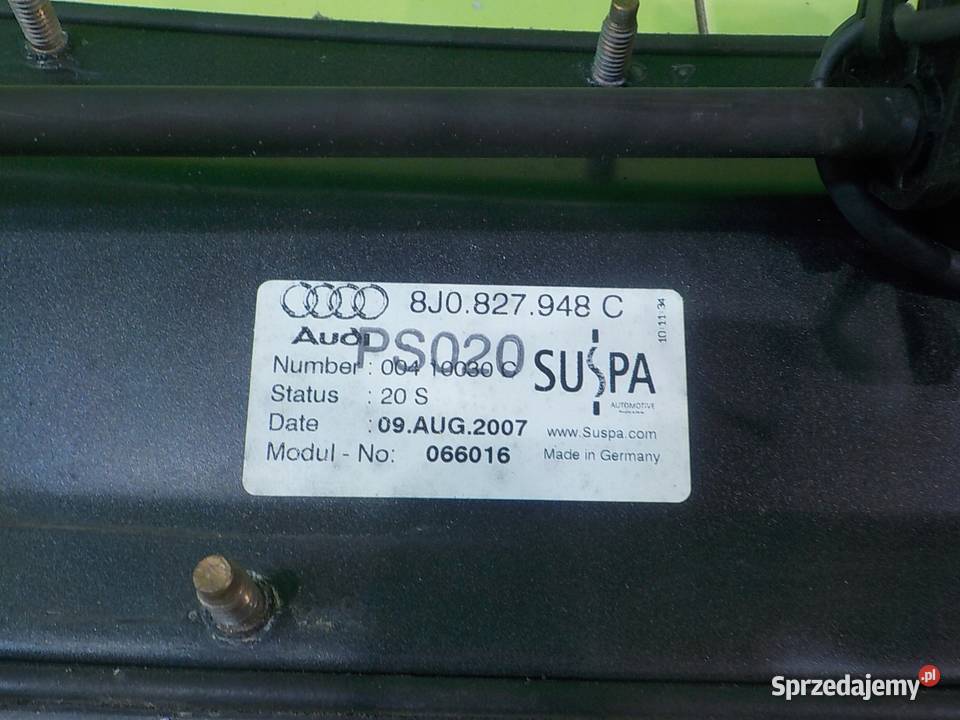 8J0.827.948 C
10:11:34
Audi
PS020
Number : 004 10030 C
SUSPA
AUTOMOTIVE
Status : 20 S
Date : 09.AUG.2007
www.Suspa.com
Modul - No: 066016
Made in Germany
Sprzedajemy.pl